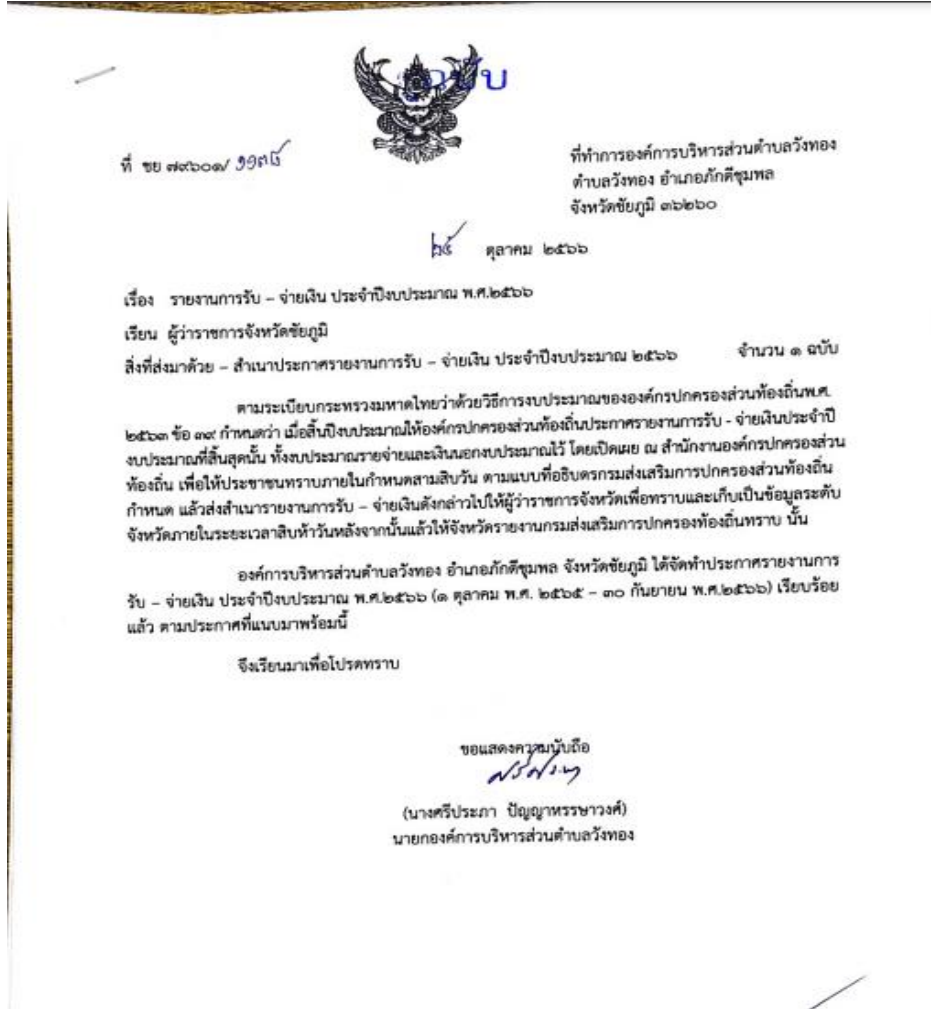 ที่ ชย ๗๙๖๐๑/
ที่ทำการองค์การบริหารส่วนตำบลวังทอง
ตำบลวังทอง อำเภอภักดีชุมพล
จังหวัดชัยภูมิ ๓๖๒๖๐
๒๕ ตุลาคม ๒๕๖๖
เรื่อง รายงานการรับ – จ่ายเงิน ประจำปีงบประมาณ พ.ศ.๒๕๖๖
เรียน ผู้ว่าราชการจังหวัดชัยภูมิ
สิ่งที่ส่งมาด้วย – สำเนาประกาศรายงานการรับ – จ่ายเงิน ประจำปีงบประมาณ ๒๕๖๖ จำนวน ๑ ฉบับ
ตามระเบียบกระทรวงมหาดไทยว่าด้วยวิธีการงบประมาณขององค์กรปกครองส่วนท้องถิ่นพ.ศ.
๒๕๖๓ ข้อ ๓๙ กำหนดว่า เมื่อสิ้นปีงบประมาณให้องค์กรปกครองส่วนท้องถิ่นประกาศรายงานการรับ - จ่ายเงินประจำปี
งบประมาณที่สิ้นสุดนั้น ทั้งงบประมาณรายจ่ายและเงินนอกงบประมาณไว้ โดยเปิดเผย ณ สำนักงานองค์กรปกครองส่วน
ท้องถิ่น เพื่อให้ประชาชนทราบภายในกำหนดสามสิบวัน ตามแบบที่อธิบดรกรมส่งเสริมการปกครองส่วนท้องถิ่น
กำหนด แล้วส่งสำเนารายงานการรับ – จ่ายเงินดังกล่าวไปให้ผู้ว่าราชการจังหวัดเพื่อทราบและเก็บเป็นข้อมูลระดับ
จังหวัดภายในระยะเวลาสิบห้าวันหลังจากนั้นแล้วให้จังหวัดรายงานกรมส่งเสริมการปกครองท้องถิ่นทราบ นั้น
องค์การบริหารส่วนตำบลวังทอง อำเภอภักดีชุมพล จังหวัดชัยภูมิ ได้จัดทำประกาศรายงานการ
รับ – จ่ายเงิน ประจำปีงบประมาณ พ.ศ.๒๕๖๖ (๑ ตุลาคม พ.ศ. ๒๕๖๕ – ๓๐ กันยายน พ.ศ.๒๕๖๖) เรียบร้อย
แล้ว ตามประกาศที่แนบมาพร้อมนี้
จึงเรียนมาเพื่อโปรดทราบ
ขอแสดงความนับถือ
(นางศรีประภา ปัญญาหรรษาวงศ์)
นายกองค์การบริหารส่วนตำบลวังทอง